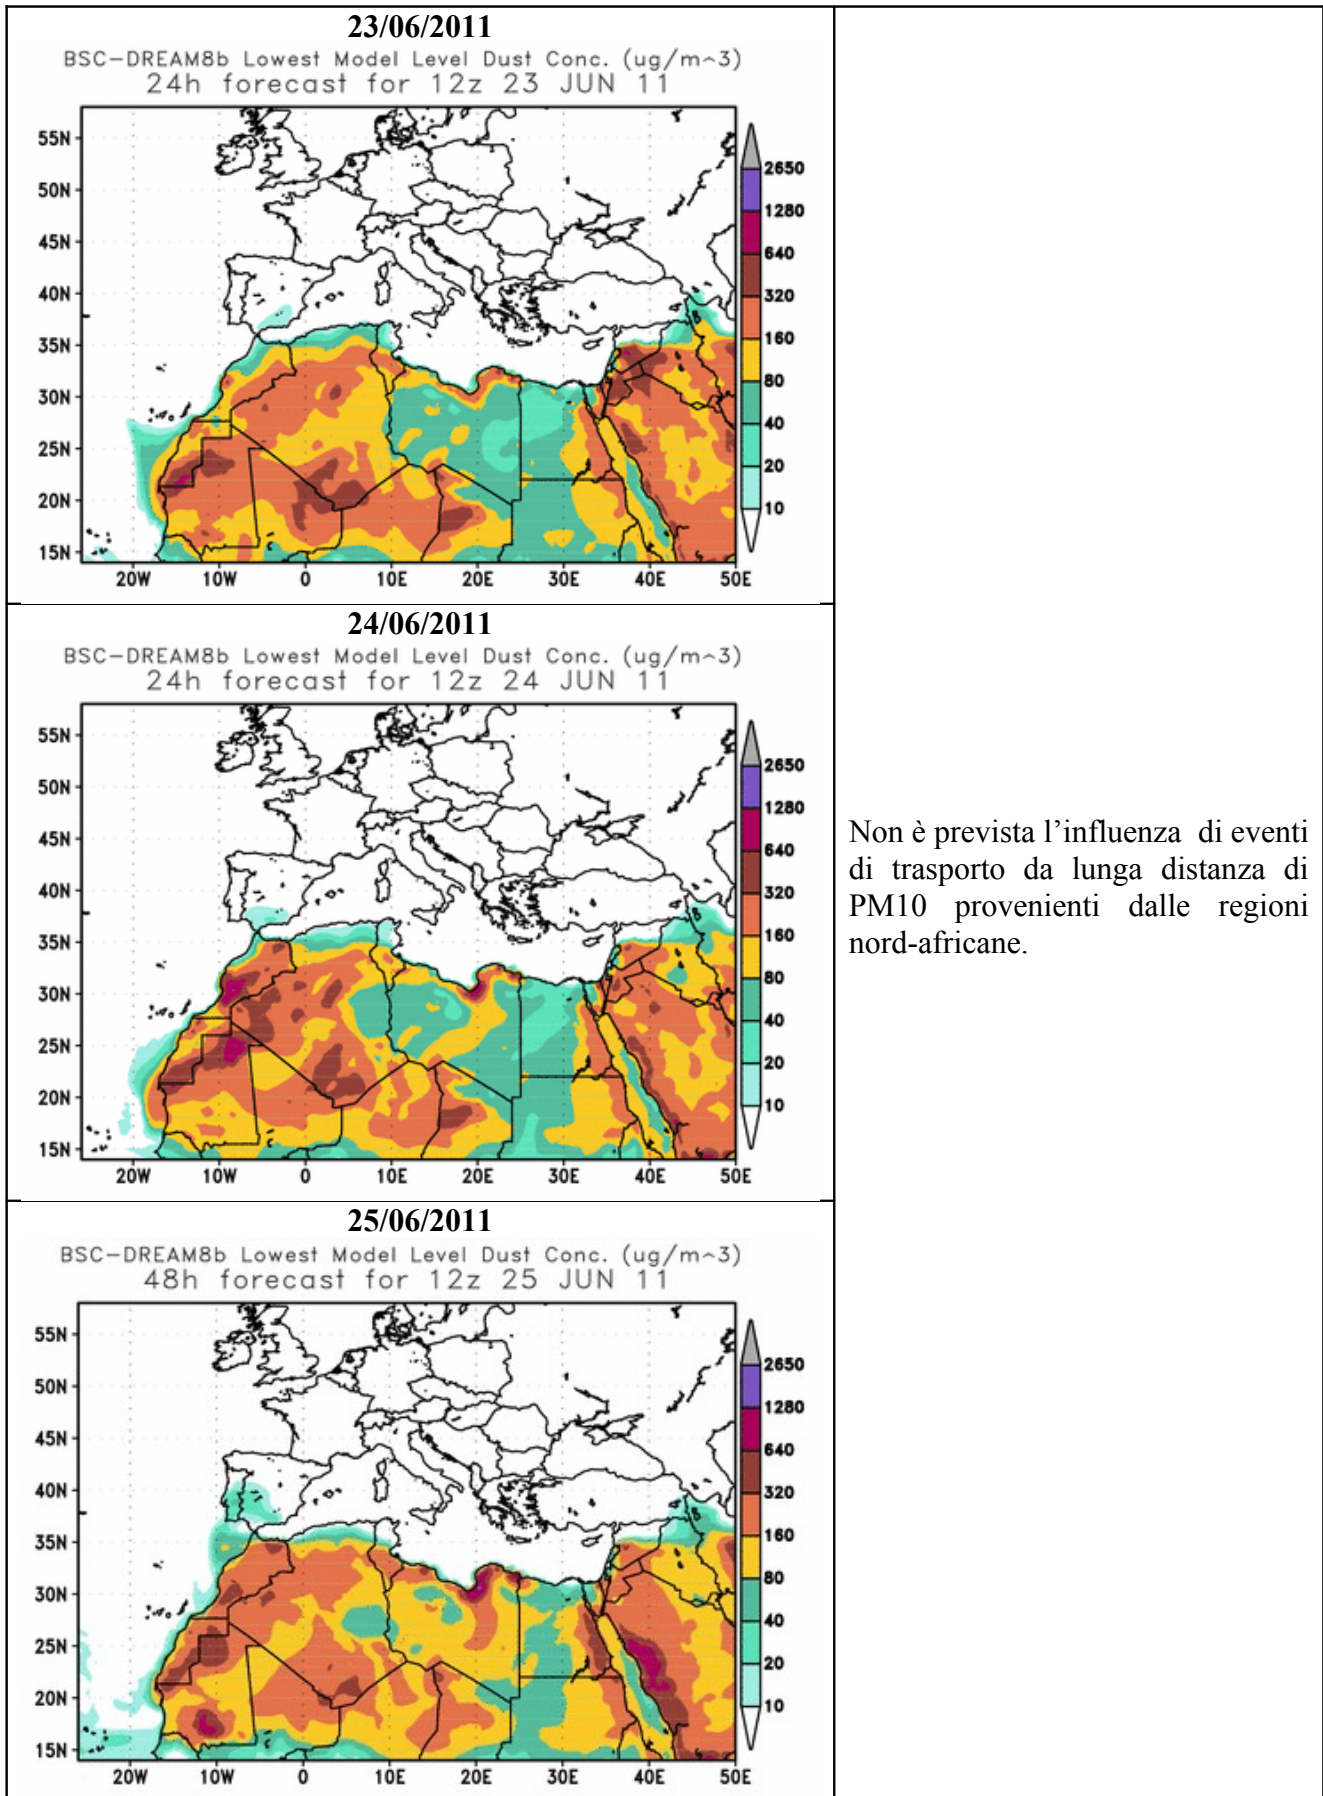 23/06/2011
BSC-DREAM8b Lowest Model Level Dust Conc. (ug/m^3)
24h forecast for 12z 23 JUN 11
55N
50N
45N
40N
35N
30N
25N
20N
15N
20W 10W 0 10E 20E 30E 40E 50E
2650
1280
640
320
160
80
40
20
10
24/06/2011
BSC-DREAM8b Lowest Model Level Dust Conc. (ug/m^3)
24h forecast for 12z 24 JUN 11
55N
50N
45N
40N
35N
30N
25N
20N
15N
20W 10W 0 10E 20E 30E 40E 50E
2650
1280
640
320
160
80
40
20
10
25/06/2011
BSC-DREAM8b Lowest Model Level Dust Conc. (ug/m^3)
48h forecast for 12z 25 JUN 11
55N
50N
45N
40N
35N
30N
25N
20N
15N
20W 10W 0 10E 20E 30E 40E 50E
2650
1280
640
320
160
80
40
20
10
Non è prevista l’influenza di eventi
di trasporto da lunga distanza di
PM10 provenienti dalle regioni
nord-africane.